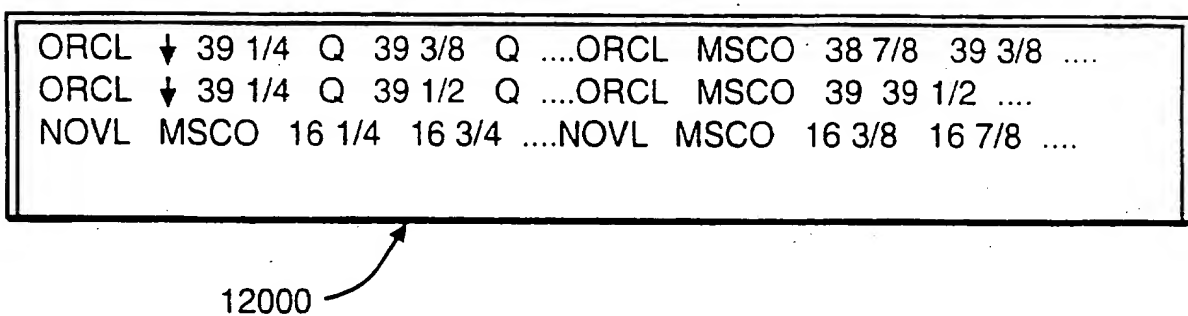 ORCL ↓ 39 1/4 Q 39 3/8 Q ....ORCL MSCO 38 7/8 39 3/8 ....
ORCL ↓ 39 1/4 Q 39 1/2 Q ....ORCL MSCO 39 39 1/2 ....
NOVL MSCO 16 1/4 16 3/4 ....NOVL MSCO 16 3/8 16 7/8 ....
12000